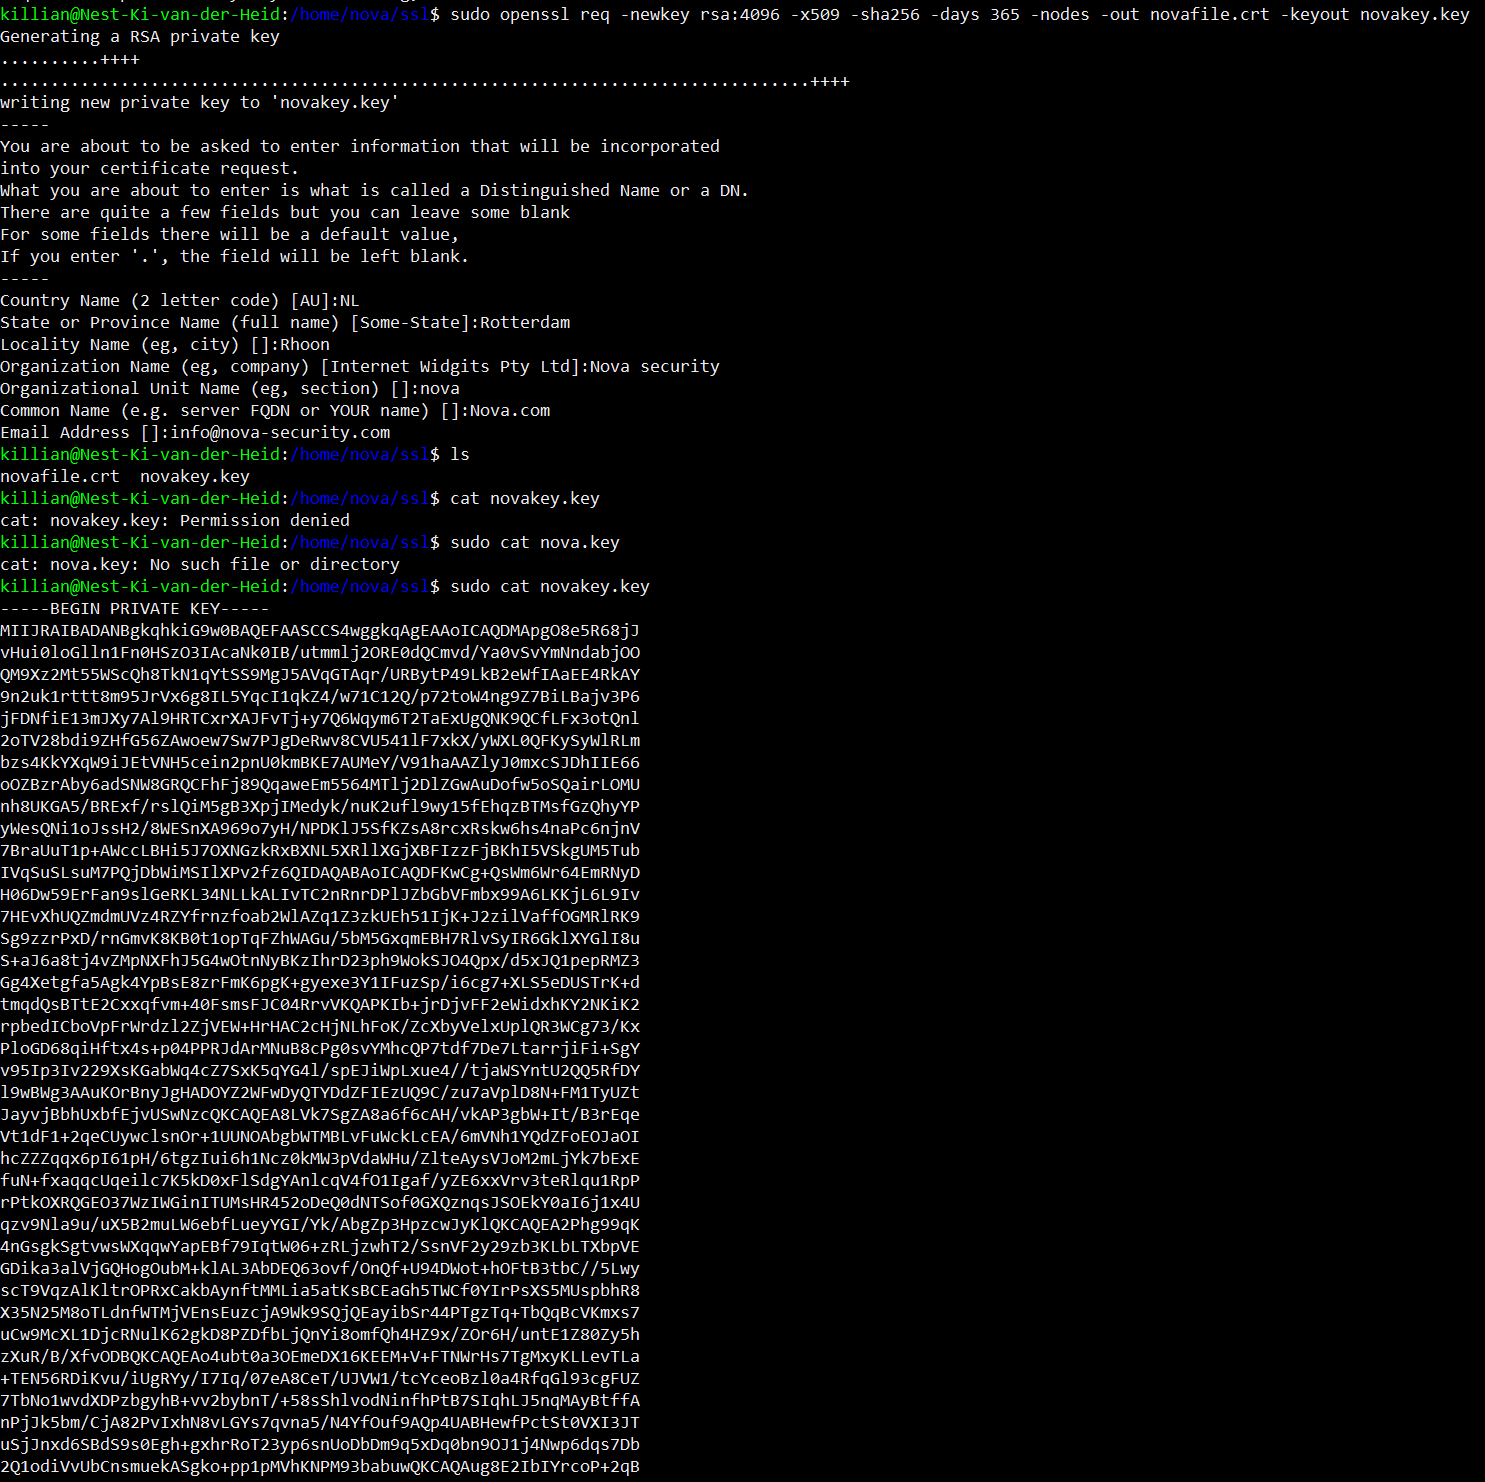 killian@Nest-Ki-van-der-Heid:/home/nova/ssl$ sudo openssl req -newkey rsa:4096 -x509 -sha256 -days 365 -nodes -out novafile.crt -keyout novakey.key
Generating a RSA private key
..........++++
.................................................................................++++
writing new private key to 'novakey.key'
-----
You are about to be asked to enter information that will be incorporated
into your certificate request.
What you are about to enter is what is called a Distinguished Name or a DN.
There are quite a few fields but you can leave some blank
For some fields there will be a default value,
If you enter '.', the field will be left blank.
-----
Country Name (2 letter code) [AU]:NL
State or Province Name (full name) [Some-State]:Rotterdam
Locality Name (eg, city) []:Rhoon
Organization Name (eg, company) [Internet Widgits Pty Ltd]:Nova security
Organizational Unit Name (eg, section) []:nova
Common Name (e.g. server FQDN or YOUR name) []:Nova.com
Email Address []:info@nova-security.com
killian@Nest-Ki-van-der-Heid:/home/nova/ssl$ ls
novafile.crt  novakey.key
killian@Nest-Ki-van-der-Heid:/home/nova/ssl$ cat novakey.key
cat: novakey.key: Permission denied
killian@Nest-Ki-van-der-Heid:/home/nova/ssl$ sudo cat nova.key
cat: nova.key: No such file or directory
killian@Nest-Ki-van-der-Heid:/home/nova/ssl$ sudo cat novakey.key
-----BEGIN PRIVATE KEY-----
MIIJRAIBADANBgkqhkiG9w0BAQEFAASCCS4wggkqAgEAAoICAQDMApgO8e5R68jJ
vHui0loGlln1Fn0HSzO3IAcaNk0IB/utmmlj2ORE0dQCmvd/Ya0vSvYmNndabjOO
QM9Xz2Mt55WScQh8TkN1qYtSS9MgJ5AVqGTAqr/URBytP49LkB2eWfIAaEE4RkAY
9n2uk1rttt8m95JrVx6g8IL5YqcI1qkZ4/w71C12Q/p72toW4ng9Z7BiLBajv3P6
jFDNfiE13mJXy7Al9HRTCxrXAJFvTj+y7Q6Wqym6T2TaExUgQNK9QCfLFx3otQnl
2oTV28bdi9ZHfG56ZAwoew7Sw7PJgDeRwv8CVU541lF7xkX/yWXL0QFKySyWlRLm
bzs4KkYXqW9iJEtVNH5cein2pnU0kmBKE7AUMeY/V91haAAZlyJ0mxcSJDhIIE66
oOZBzrAby6adSNW8GRQCFhFj89QqaweEm5564MTlj2DlZGwAuDofw5oSQairLOMU
nh8UKGA5/BRExf/rslQiM5gB3XpjIMedyk/nuK2ufl9wy15fEhqzBTMsfGzQhyYP
yWesQNi1oJssH2/8WESnXA969o7yH/NPDKlJ5SfKZsA8rcxRskw6hs4naPc6njnV
7BraUuT1p+AWccLBHi5J7OXNGzkRxBXNL5XRllXGjXBFIzzFjBKhI5VSkgUM5Tub
IVqSuSLsuM7PQjDbWiMSIlXPv2fz6QIDAQABAoICAQDFKwCg+QsWm6Wr64EmRNyD
H06Dw59ErFan9slGeRKL34NLLkALIvTC2nRnrDPlJZbGbVFmbx99A6LKKjL6L9Iv
7HEvXhUQZmdmUVz4RZYfrnzfoab2WlAZq1Z3zkUEh51IjK+J2zilVaffOGMRlRK9
Sg9zzrPxD/rnGmvK8KB0t1opTqFZhWAGu/5bM5GxqmEBH7RlvSyIR6GklXYGlI8u
S+aJ6a8tj4vZMpNXFhJ5G4wOtnNyBKzIhrD23ph9WokSJO4Qpx/d5xJQ1pepRMZ3
Gg4Xetgfa5Agk4YpBsE8zrFmK6pgK+gyexe3Y1IFuzSp/i6cg7+XLS5eDUSTrK+d
tmqdQsBTtE2Cxxqfvm+40FsmsFJC04RrvVKQAPKIb+jrDjvFF2eWidxhKY2NKiK2
rpbedICboVpFrWrdzl2ZjVEW+HrHAC2cHjNLhFoK/ZcXbyVelxUplQR3WCg73/Kx
PloGD68qiHftx4s+p04PPRJdArMNuB8cPg0svYMhcQP7tdf7De7LtarrjiFi+SgY
v95Ip3Iv229XsKGabWq4cZ7SxK5qYG4l/spEJiWpLxue4//tjaWSYntU2QQ5RfDY
l9wBWg3AAuKOrBnyJgHADOYZ2WFwDyQTYDdZFIEzUQ9C/zu7aVplD8N+FM1TyUZt
JayvjBbhUxbfEjvUSwNzcQKCAQEA8LVk7SgZA8a6f6cAH/vkAP3gbW+It/B3rEqe
Vt1dF1+2qeCUywclsnOr+1UUNOAbgbWTMBLvFuWckLcEA/6mVNh1YQdZFoEOJaOI
hcZZZqqx6pI61pH/6tgzIui6h1Ncz0kMW3pVdaWHu/ZlteAysVJoM2mLjYk7bExE
fuN+fxaqqcUqeilc7K5kD0xFlSdgYAnlcqV4fO1Igaf/yZE6xxVrv3teRlqu1RpP
rPtkOXRQGEO37WzIWGinITUMsHR452oDeQ0dNTSof0GXQznqsJSOEkY0aI6j1x4U
qzv9Nla9u/uX5B2muLW6ebfLueyYGI/Yk/AbgZp3HpzcwJyKlQKCAQEA2Phg99qK
4nGsgkSgtvwsWXqqwYapEBf79IqtW06+zRLjzwhT2/SsnVF2y29zb3KLbLTXbpVE
GDika3alVjGQHogOubM+klAL3AbDEQ63ovf/OnQf+U94DWot+hOFtB3tbC//5Lwy
scT9VqzAlKltrOPRxCakbAynftMMLia5atKsBCEaGh5TWCf0YIrPsXS5MUspbhR8
X35N25M8oTLdnfWTMjVEnsEuzcjA9Wk9SQjQEayibSr44PTgzTq+TbQqBcVKmxs7
uCw9McXL1DjcRNulK62gkD8PZDfbLjQnYi8omfQh4HZ9x/ZOr6H/untE1Z80Zy5h
zXuR/B/XfvODBQKCAQEAo4ubt0a3OEmeDX16KEEM+V+FTNWrHs7TgMxyKLLevTLa
+TEN56RDiKvu/iUgRYy/I7Iq/07eA8CeT/UJVW1/tcYceoBzl0a4RfqGl93cgFUZ
7TbNo1wvdXDPzbgyhB+vv2bybnT/+58sShlvodNinfhPtB7SIqhLJ5nqMAyBtffA
nPjJk5bm/CjA82PvIxhN8vLGYs7qvna5/N4YfOuf9AQp4UABHewfPctSt0VXI3JT
uSjJnxd6SBdS9s0Egh+gxhrRoT23yp6snUoDbDm9q5xDq0bn9OJ1j4Nwp6dqs7Db
2Q1odiVvUbCnsmuekASgko+pp1pMVhKNPM93babuwQKCAQAug8E2IbIYrcoP+2qB